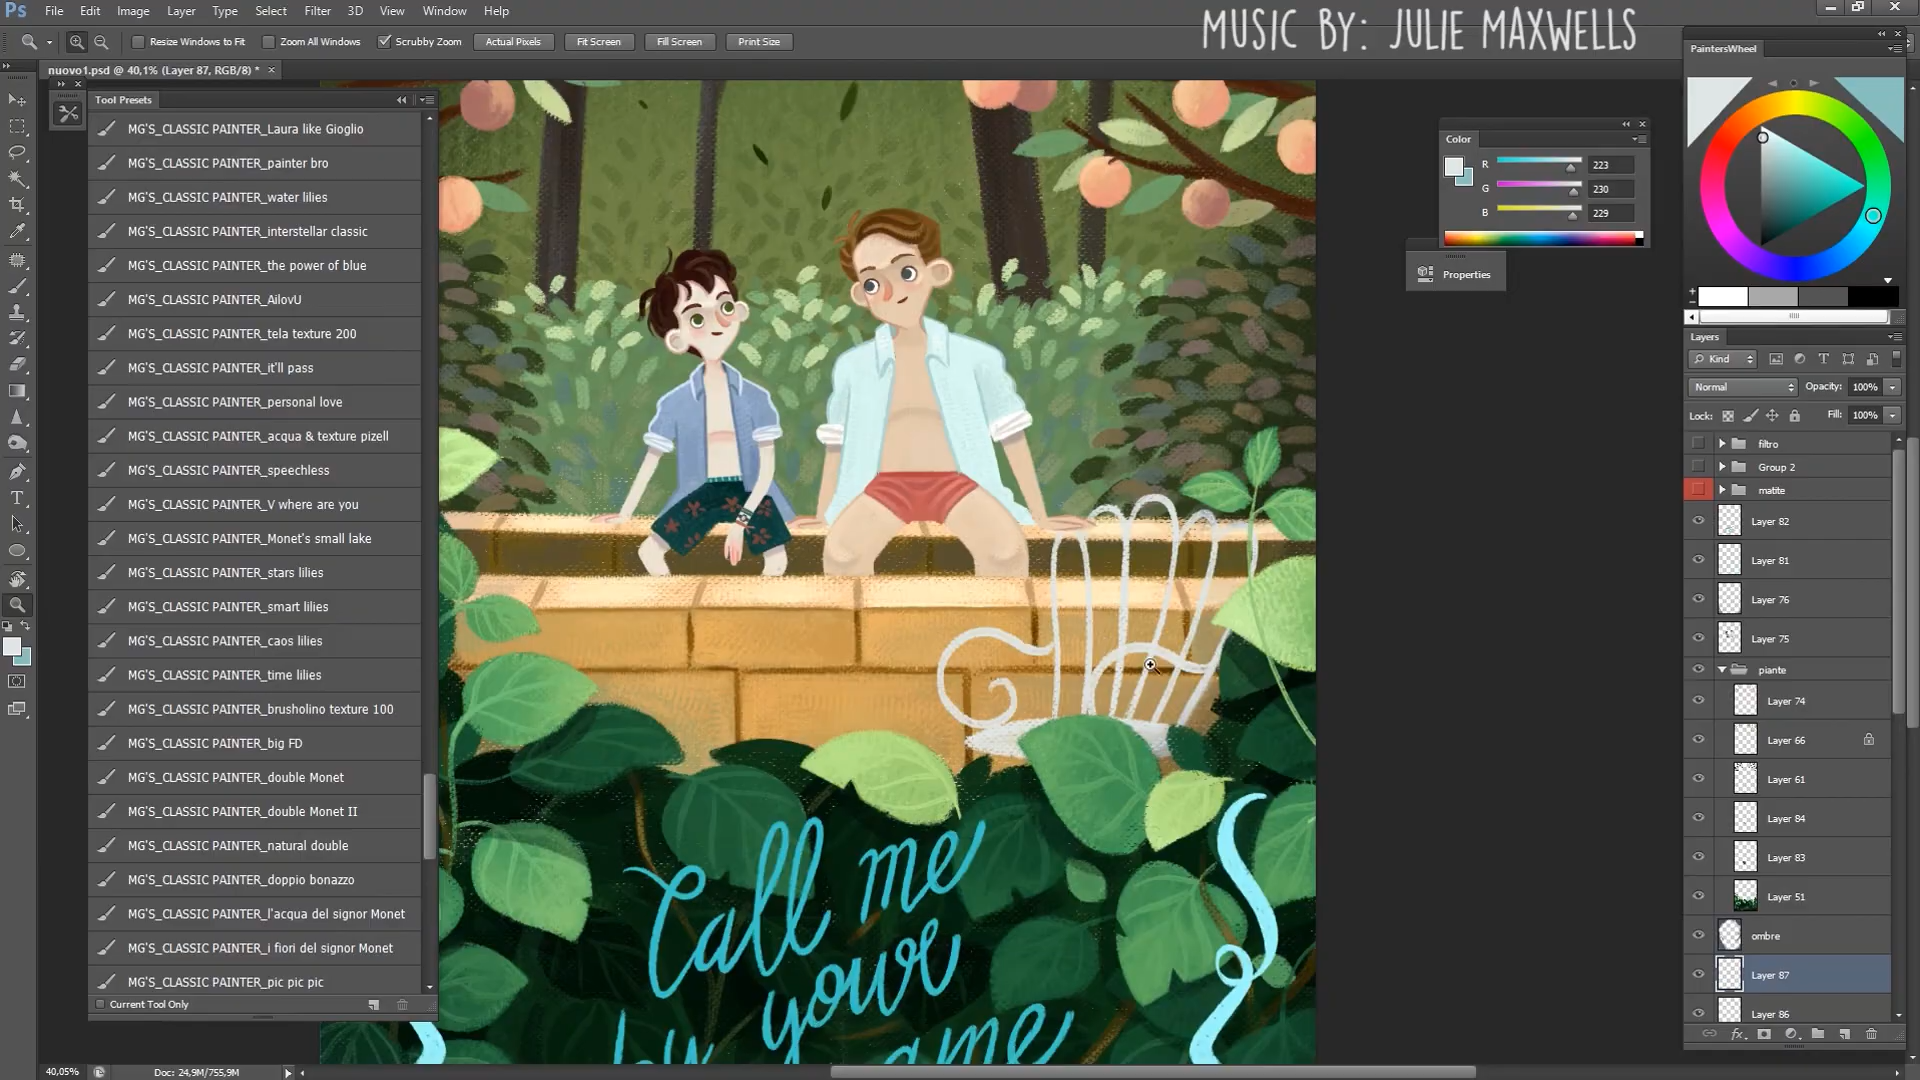 Ps File Edit Image Layer Type Select Filter 3D View Window Help
MUSIC BY: JULIE MAXWELLS
Resize Windows to Fit Zoom All Windows Scrubby Zoom Actual Pixels Fit Screen Fill Screen Print Size
nuovo1.psd @ 40,1% (Layer 87, RGB/8) *
Tool Presets
MG'S_CLASSIC PAINTER_Laura like Gioglio
MG'S_CLASSIC PAINTER_painter bro
MG'S_CLASSIC PAINTER_water lilies
MG'S_CLASSIC PAINTER_interstellar classic
MG'S_CLASSIC PAINTER_the power of blue
MG'S_CLASSIC PAINTER_AilovU
MG'S_CLASSIC PAINTER_tela texture 200
MG'S_CLASSIC PAINTER_it'll pass
MG'S_CLASSIC PAINTER_personal love
MG'S_CLASSIC PAINTER_acqua & texture pizell
MG'S_CLASSIC PAINTER_speechless
MG'S_CLASSIC PAINTER_V where are you
MG'S_CLASSIC PAINTER_Monet's small lake
MG'S_CLASSIC PAINTER_stars lilies
MG'S_CLASSIC PAINTER_smart lilies
MG'S_CLASSIC PAINTER_caos lilies
MG'S_CLASSIC PAINTER_time lilies
MG'S_CLASSIC PAINTER_brusholino texture 100
MG'S_CLASSIC PAINTER_big FD
MG'S_CLASSIC PAINTER_double Monet
MG'S_CLASSIC PAINTER_double Monet II
MG'S_CLASSIC PAINTER_natural double
MG'S_CLASSIC PAINTER_doppio bonazzo
MG'S_CLASSIC PAINTER_l'acqua del signor Monet
MG'S_CLASSIC PAINTER_i fiori del signor Monet
MG'S_CLASSIC PAINTER_pic pic pic
Current Tool Only
40,05% Doc: 24,9M/755,9M
Call me
your
Color
R 223
G 230
B 229
Properties
PaintersWheel
Layers
Kind
Normal Opacity: 100%
Lock: Fill: 100%
filtro
Group 2
matite
Layer 82
Layer 81
Layer 76
Layer 75
piante
Layer 74
Layer 66
Layer 61
Layer 84
Layer 83
Layer 51
ombre
Layer 87
Layer 86